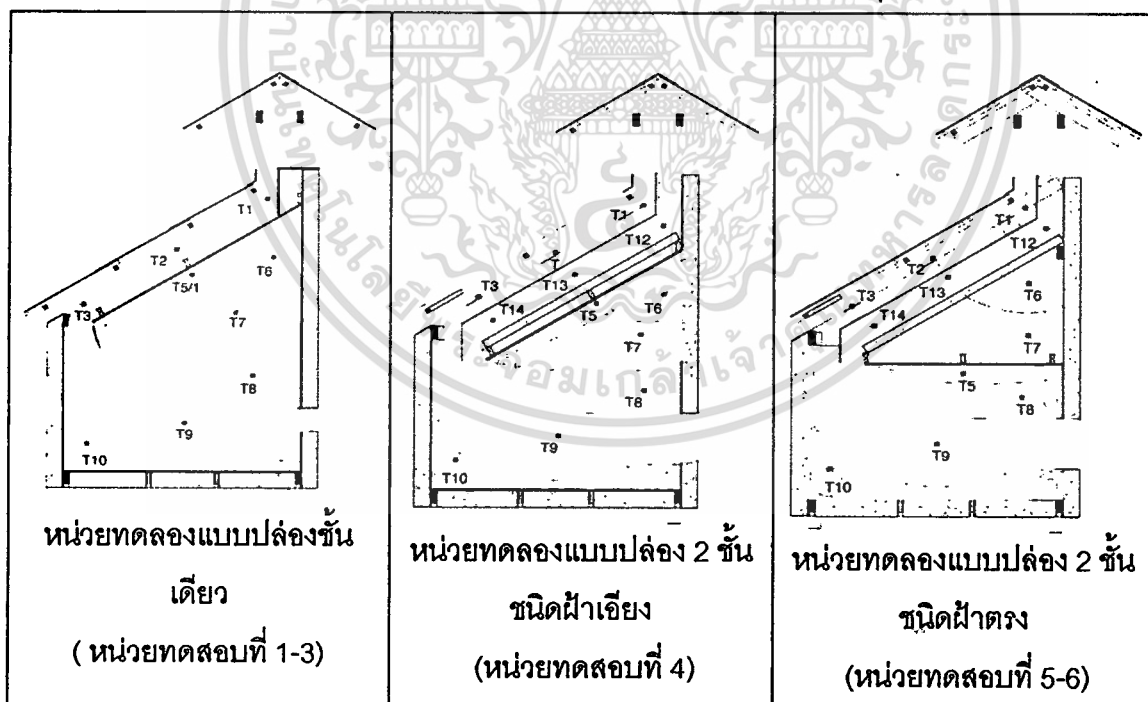 T1
T2
T6
T5/1
T3
T7
T8
T9
T10
หน่วยทดลองแบบปล่องชั้น
เดียว
( หน่วยทดสอบที่ 1-3)
T1
T12
T
T13
T3
T14
T5
T6
T7
T8
T9
T10
หน่วยทดลองแบบปล่อง 2 ชั้น
ชนิดฝ้าเอียง
(หน่วยทดสอบที่ 4)
T1
T12
T2
T13
T3
T14
T6
T7
T5
T8
T9
T10
หน่วยทดลองแบบปล่อง 2 ชั้น
ชนิดฝ้าตรง
(หน่วยทดสอบที่ 5-6)